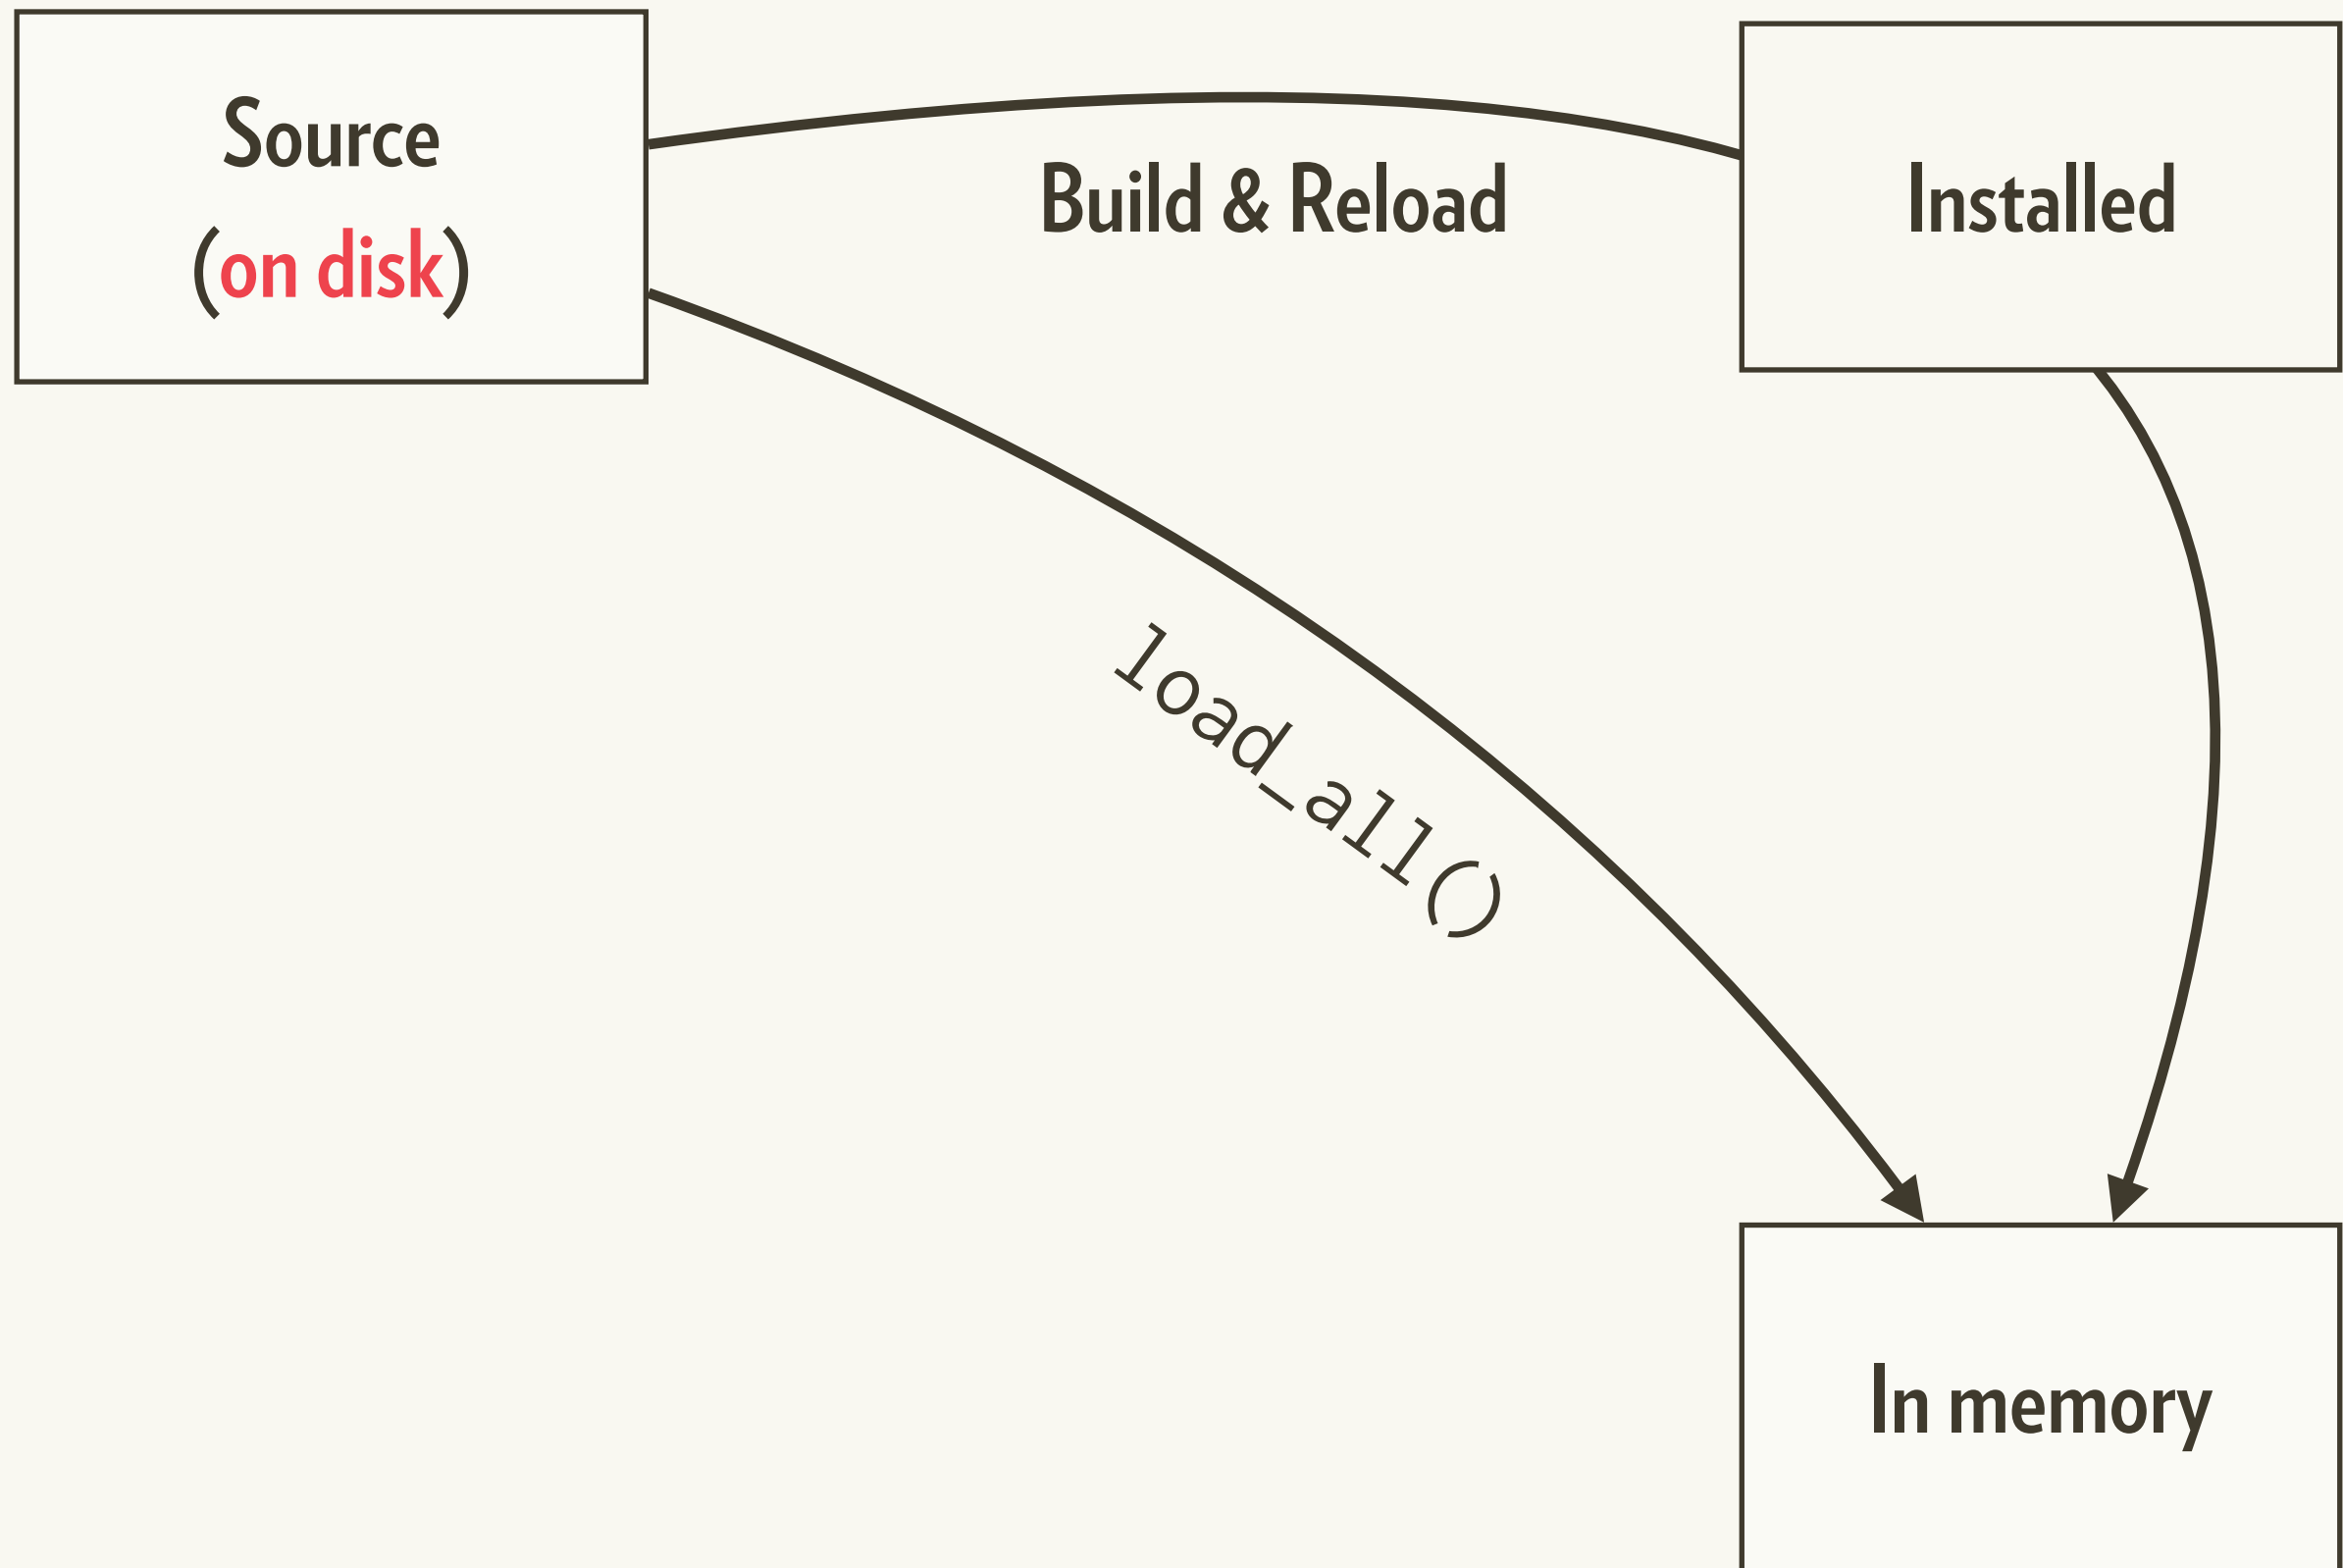 Source
(on disk)
Build & Reload
Installed
load_all()
In memory